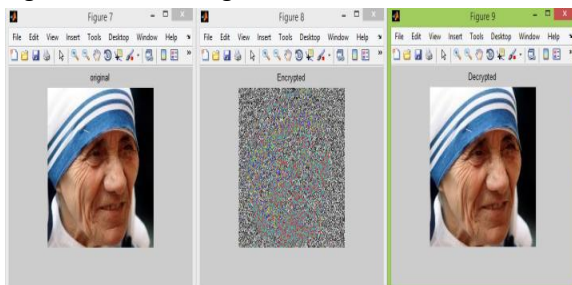 Figure 7
File Edit View Insert Tools Desktop Window Help
original
Figure 8
File Edit View Insert Tools Desktop Window Help
Encrypted
Figure 9
File Edit View Insert Tools Desktop Window Help
Decrypted